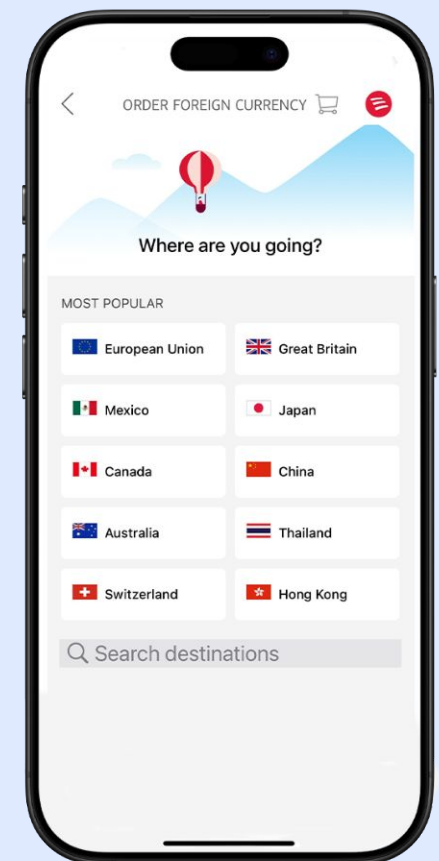 ORDER FOREIGN CURRENCY
Where are you going?
MOST POPULAR
European Union
Great Britain
Mexico
Japan
Canada
China
Australia
Thailand
Switzerland
Hong Kong
Search destinations